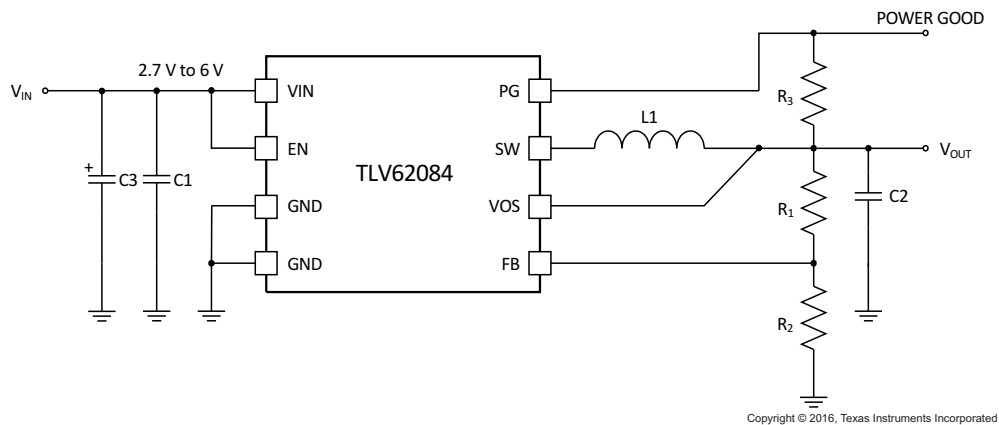 POWER GOOD
2.7 V to 6 V
VIN
VIN
PG
R3
L1
EN
SW
VOUT
TLV62084
+
C3
C1
GND
VOS
R1
C2
GND
FB
R2
Copyright © 2016, Texas Instruments Incorporated